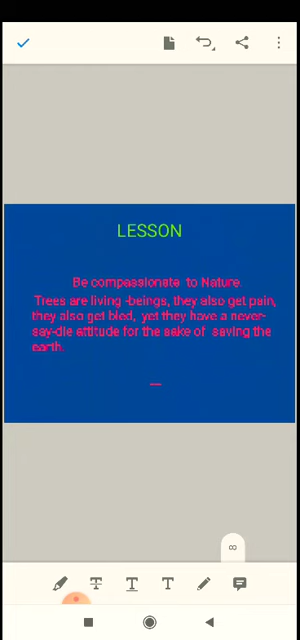 LESSON
Be compassionate to Nature.
Trees are living -beings, they also get pain,
they also get bled, yet they have a never-
say-die attitude for the sake of saving the
earth.
8